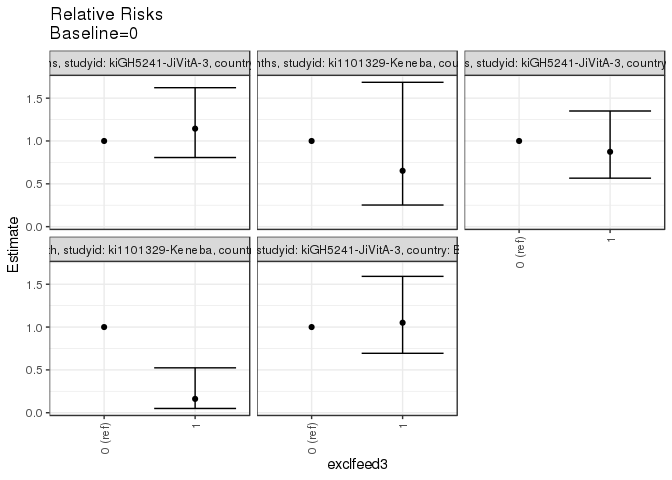 Relative Risks
Baseline=0
hs, studyid: kiGH5241-JiVitA-3, country
nths, studyid: ki1101329-Keneba, cou
s, studyid: kiGH5241-JiVitA-3, country
1.5
1.0
0.5
0.0
0 (ref)
1
h, studyid: ki1101329-Keneba, countr
studyid: kiGH5241-JiVitA-3, country: B
1.5
1.0
0.5
0.0
0 (ref)
1
0 (ref)
1
Estimate
exclfeed3